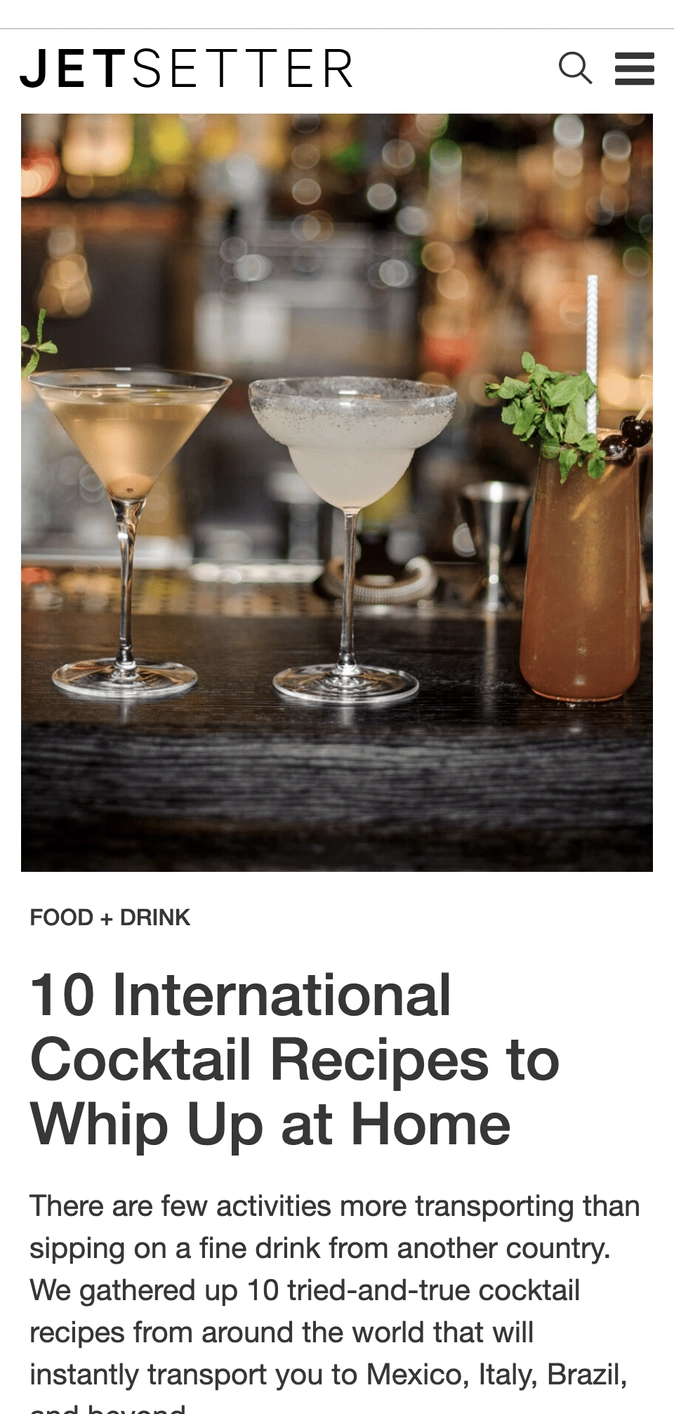 JETSETTER
FOOD + DRINK
10 International
Cocktail Recipes to
Whip Up at Home
There are few activities more transporting than
sipping on a fine drink from another country.
We gathered up 10 tried-and-true cocktail
recipes from around the world that will
instantly transport you to Mexico, Italy, Brazil,
and beyond